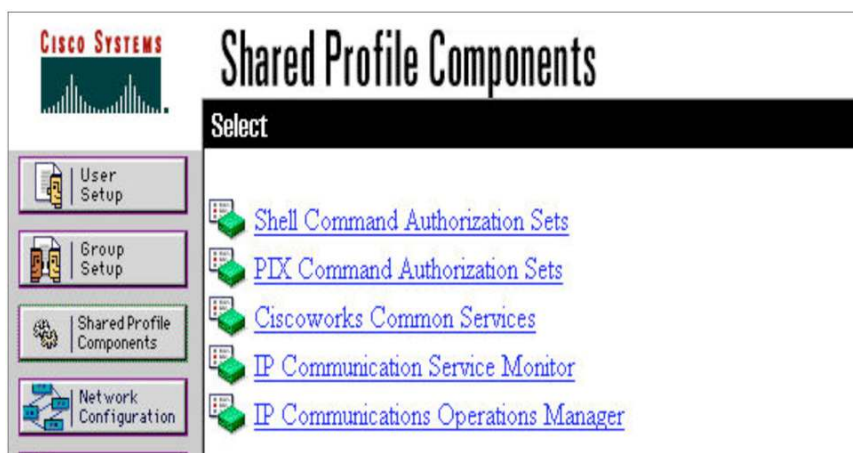 CISCO SYSTEMS
Shared Profile Components
Select
User
Setup
Group
Setup
Shared Profile
Components
Network
Configuration
Shell Command Authorization Sets
PIX Command Authorization Sets
Ciscoworks Common Services
IP Communication Service Monitor
IP Communications Operations Manager